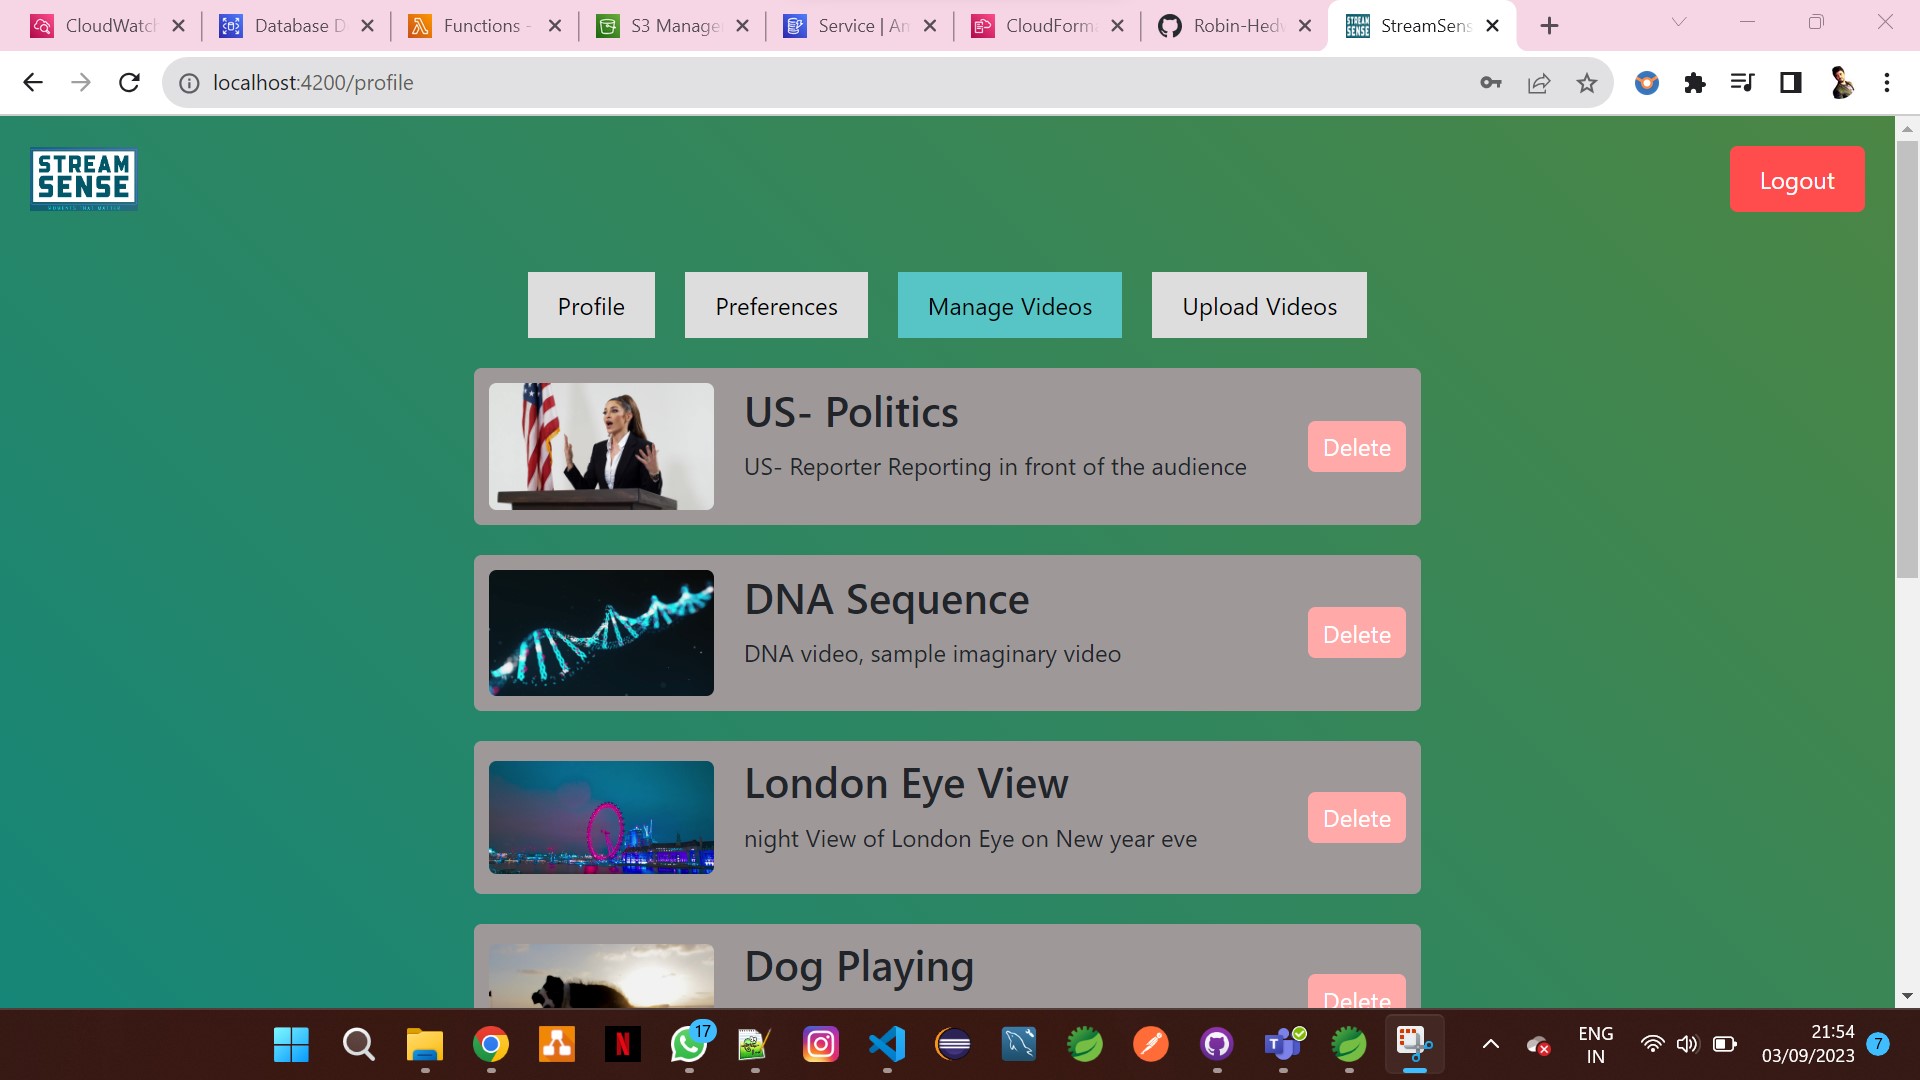 CloudWatch
Database D
Functions -
S3 Manage
Service | Am
CloudForma
Robin-Hedw
StreamSens
localhost:4200/profile
STREAM
SENSE
Logout
Profile
Preferences
Manage Videos
Upload Videos
US- Politics
US- Reporter Reporting in front of the audience
Delete
DNA Sequence
DNA video, sample imaginary video
Delete
London Eye View
night View of London Eye on New year eve
Delete
Dog Playing
Delete
17
ENG
IN
21:54
03/09/2023
7